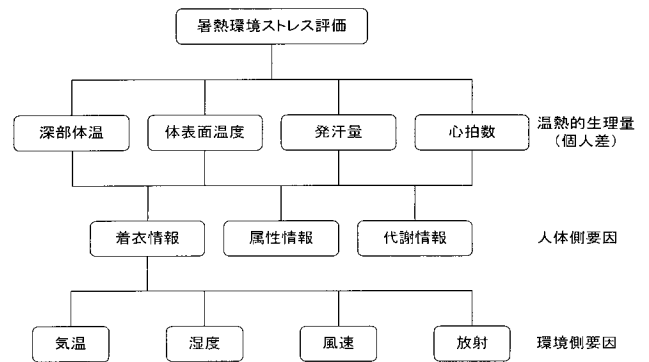 暑熱環境ストレス評価
深部体温
体表面温度
発汗量
心拍数
温熱的生理量
(個人差)
着衣情報
属性情報
代謝情報
人体側要因
気温
湿度
風速
放射
環境側要因